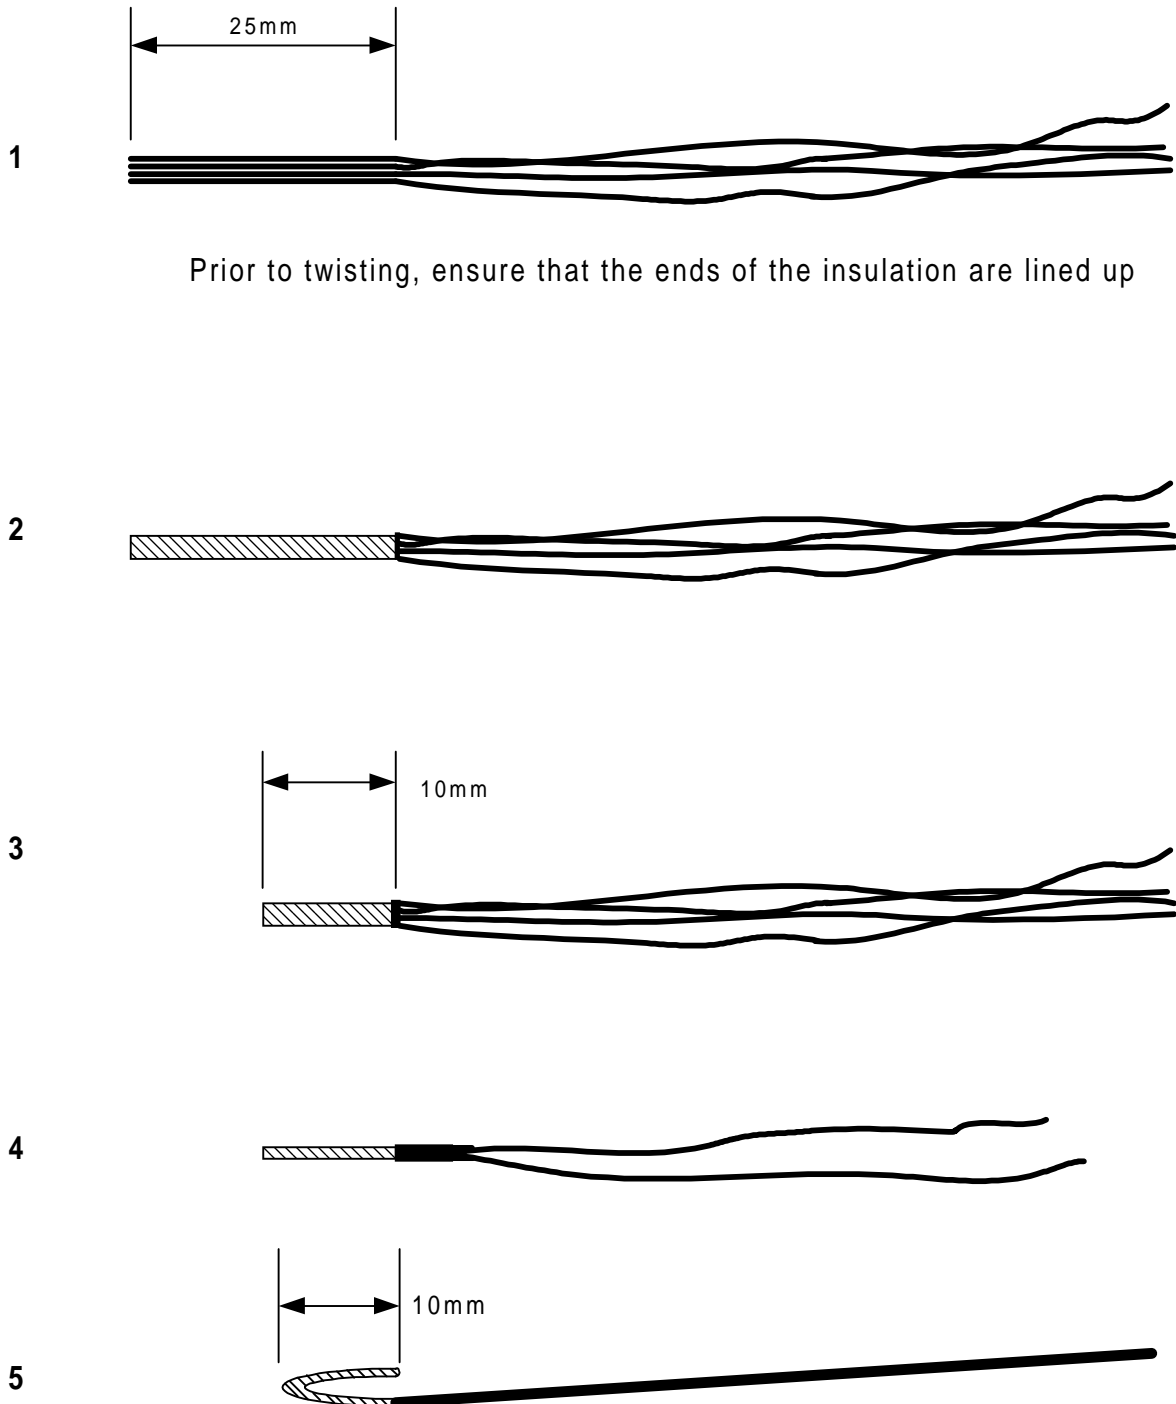 25mm
1
Prior to twisting, ensure that the ends of the insulation are lined up
2
10mm
3
4
10mm
5